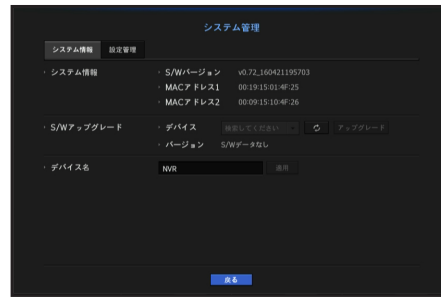 システム管理
システム情報 設定管理
・システム情報 ・S/Wバージョン v0.72_160421195703
・MACアドレス1 00:19:15:01:4F:25
・MACアドレス2 00:09:15:10:4F:26
・S/Wアップグレード ・デバイス 検索してください アップグレード
・バージョン S/Wデータなし
・デバイス名 NVR 適用
戻る